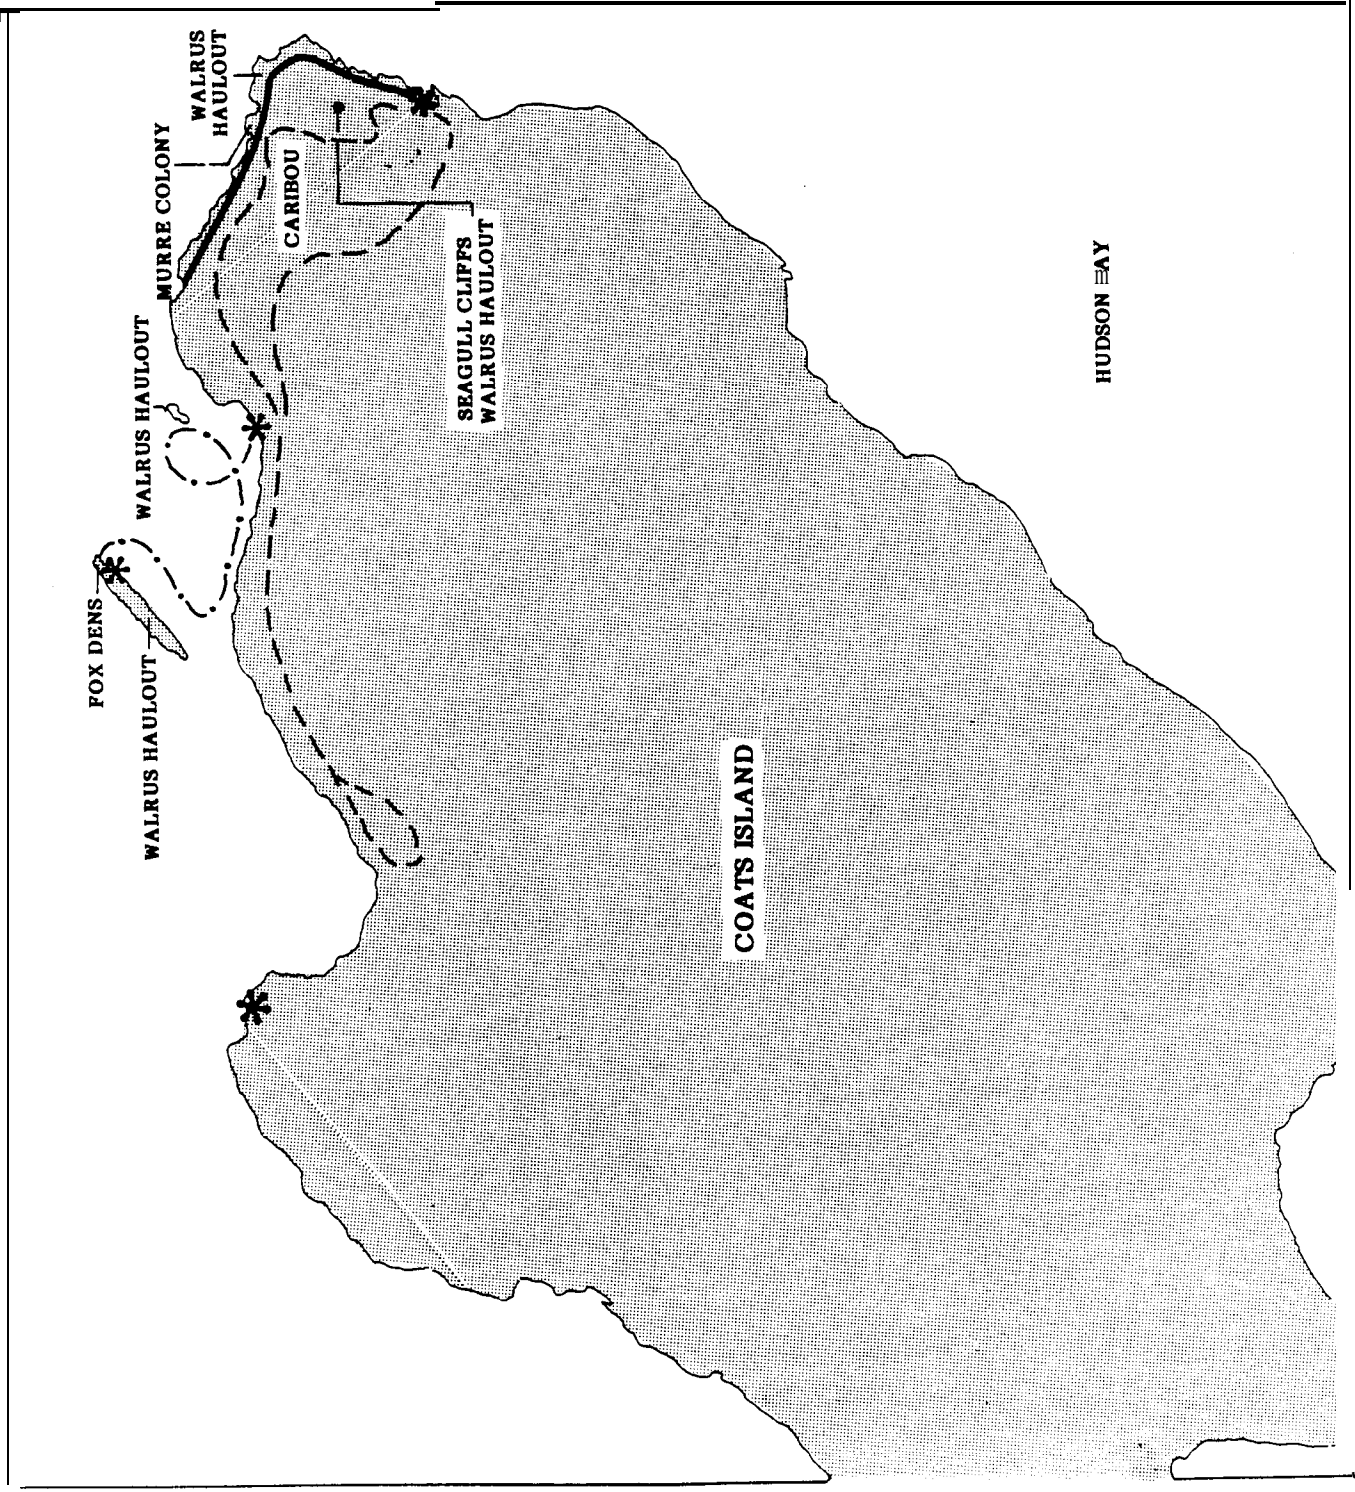 WALRUS
HAULOUT
MURRE COLONY
CARIBOU
SEAGULL CLIFFS
WALRUS HAULOUT
WALRUS HAULOUT
FOX DENS
WALRUS HAULOUT
COATS ISLAND
HUDSON